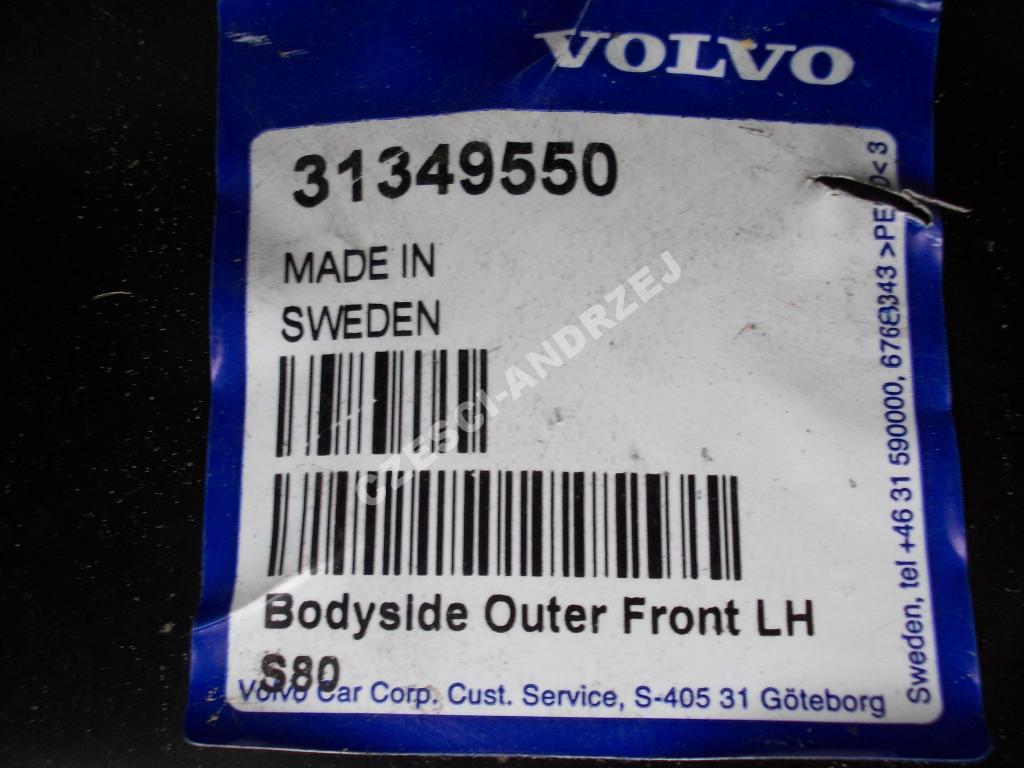 VOLVO
31349550
MADE IN
SWEDEN
Bodyside Outer Front LH
S80
Volvo Car Corp. Cust. Service, S-405 31 Göteborg
Sweden, tel +46 31 590000,
CZESCI-ANDRZEJ